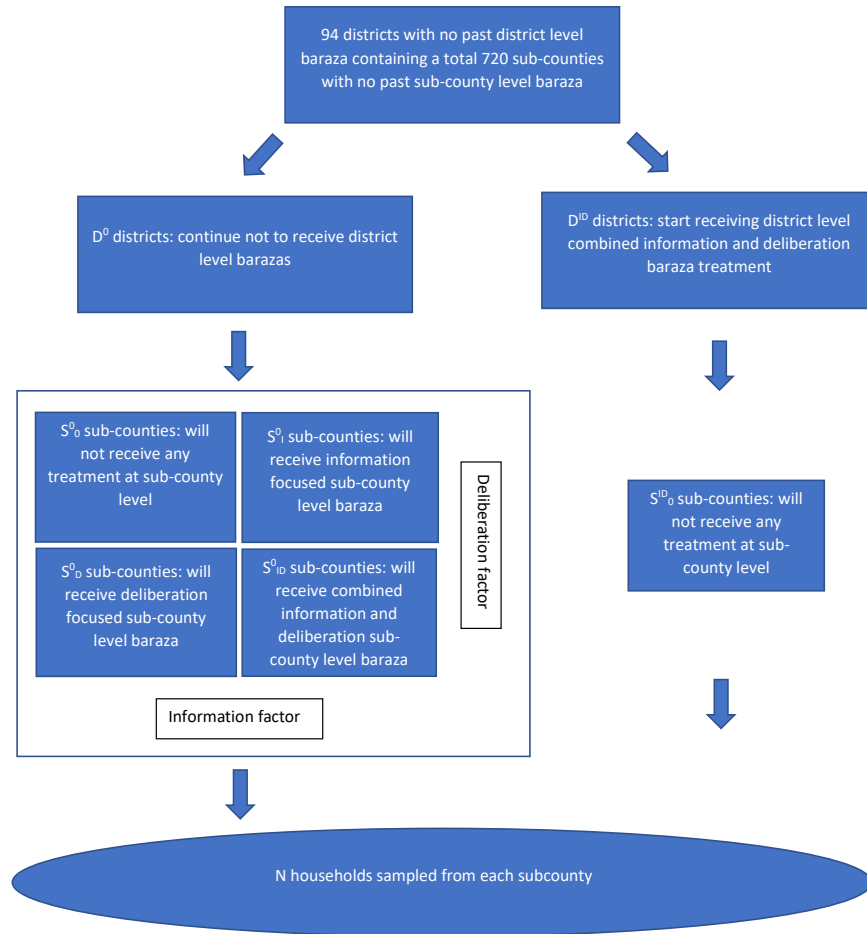 94 districts with no past district level
baraza containing a total 720 sub-counties
with no past sub-county level baraza
D⁰ districts: continue not to receive district
level barazas
Dᴵᴰ districts: start receiving district level
combined information and deliberation
baraza treatment
S⁰₀ sub-counties: will
not receive any
treatment at sub-county
level
S⁰I sub-counties: will
receive information
focused sub-county
level baraza
S⁰D sub-counties: will
receive deliberation
focused sub-county
level baraza
S⁰ID sub-counties: will
receive combined
information and
deliberation sub-
county level baraza
Deliberation factor
Information factor
Sᴵᴰ₀ sub-counties: will
not receive any
treatment at sub-
county level
N households sampled from each subcounty